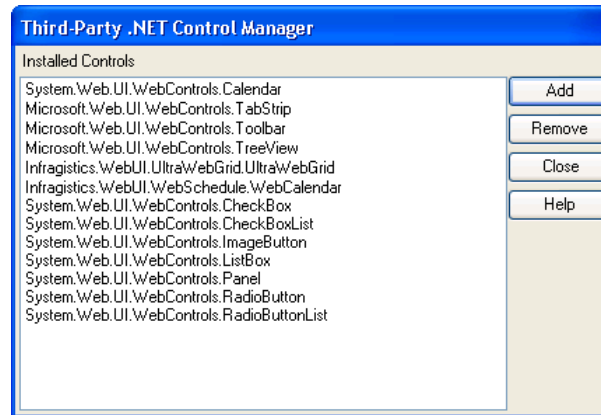 Third-Party .NET Control Manager
Installed Controls
System.Web.UI.WebControls.Calendar
Microsoft.Web.UI.WebControls.TabStrip
Microsoft.Web.UI.WebControls.Toolbar
Microsoft.Web.UI.WebControls.TreeView
Infragistics.WebUI.UltraWebGrid.UltraWebGrid
Infragistics.WebUI.WebSchedule.WebCalendar
System.Web.UI.WebControls.CheckBox
System.Web.UI.WebControls.CheckBoxList
System.Web.UI.WebControls.ImageButton
System.Web.UI.WebControls.ListBox
System.Web.UI.WebControls.Panel
System.Web.UI.WebControls.RadioButton
System.Web.UI.WebControls.RadioButtonList
Add
Remove
Close
Help